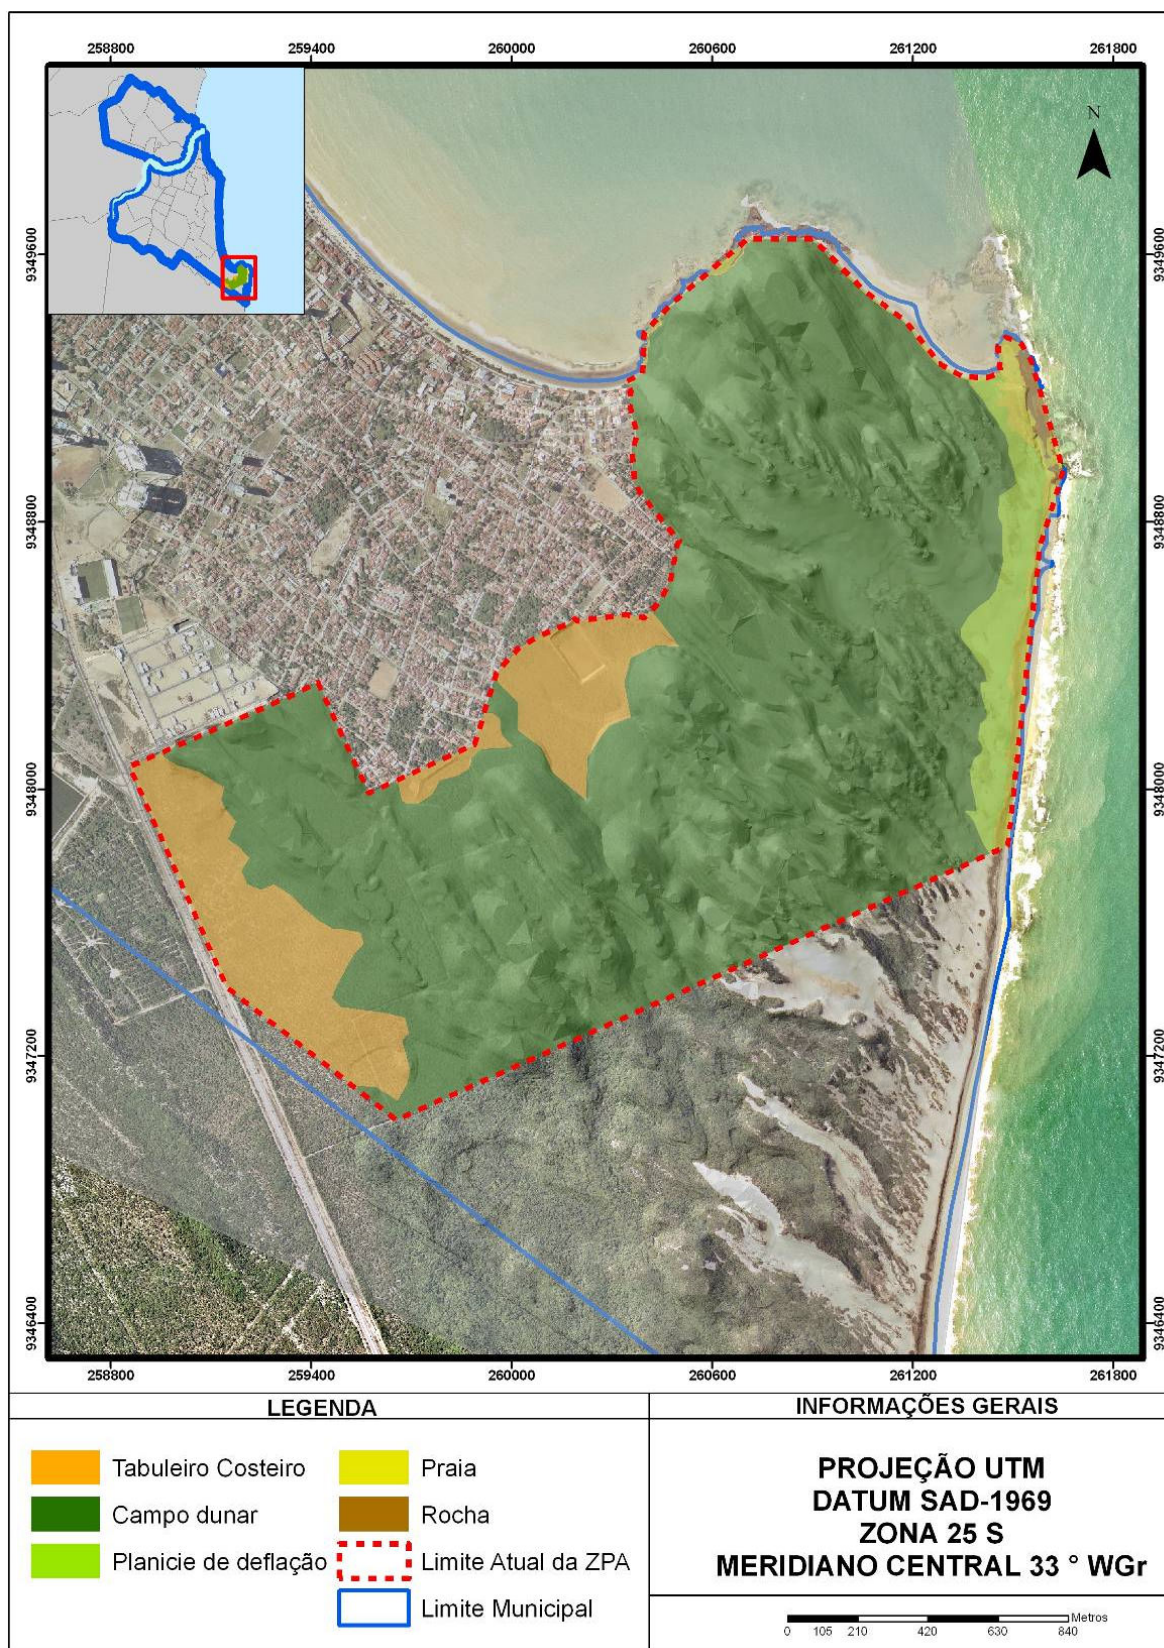 258800 259400 260000 260600 261200 261800
N
9349600 9349600
9348800 9348800
9348000 9348000
9347200 9347200
9346400 9346400
258800 259400 260000 260600 261200 261800
LEGENDA
Tabuleiro Costeiro
Campo dunar
Planicie de deflação
Praia
Rocha
Limite Atual da ZPA
Limite Municipal
INFORMAÇÕES GERAIS
PROJEÇÃO UTM
DATUM SAD-1969
ZONA 25 S
MERIDIANO CENTRAL 33 ° WGr
Metros
0 105 210 420 630 840